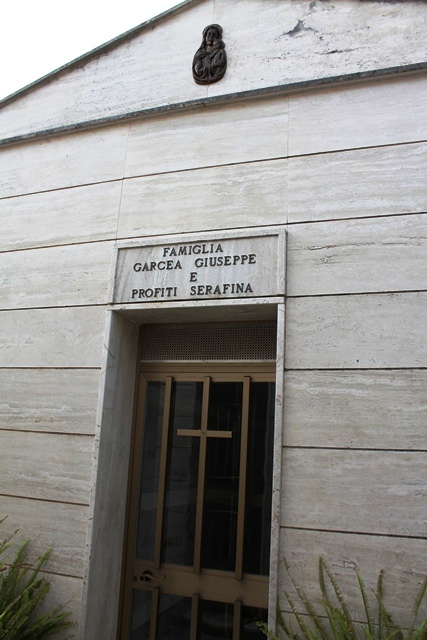 FAMIGLIA
GARCEA GIUSEPPE
E
PROFITI SERAFINA